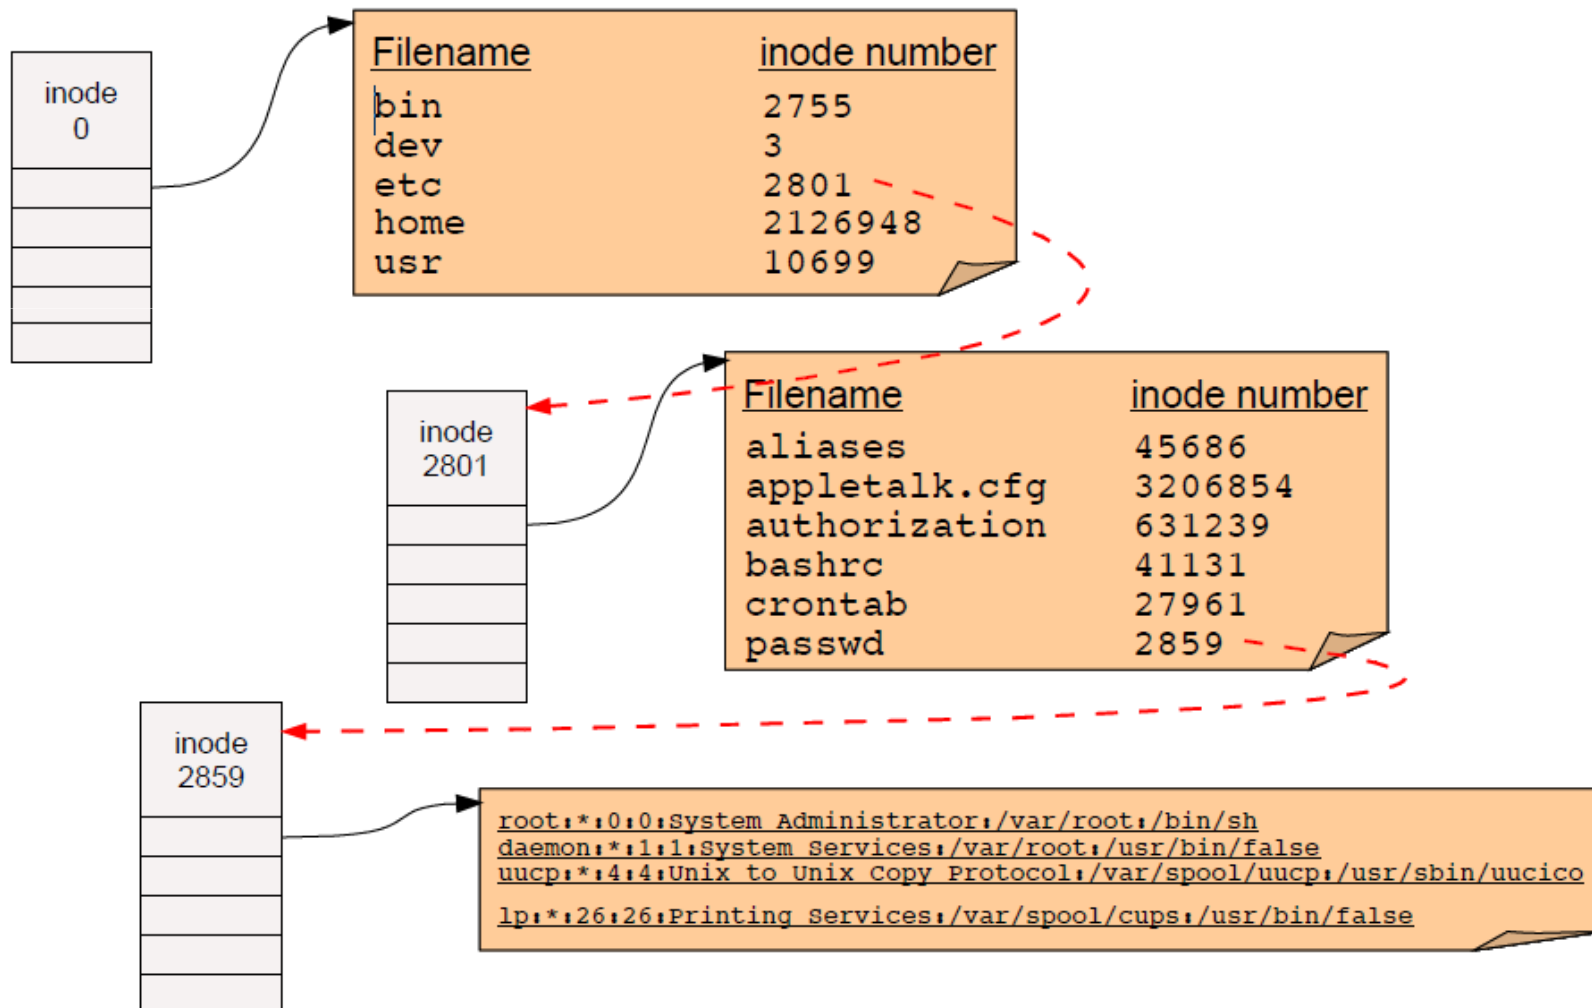 inode
0
Filename inode number
bin 2755
dev 3
etc 2801
home 2126948
usr 10699
inode
2801
Filename inode number
aliases 45686
appletalk.cfg 3206854
authorization 631239
bashrc 41131
crontab 27961
passwd 2859
inode
2859
root:*:0:0:System Administrator:/var/root:/bin/sh
daemon:*:1:1:System Services:/var/root:/usr/bin/false
uucp:*:4:4:Unix to Unix Copy Protocol:/var/spool/uucp:/usr/sbin/uucico
lp:*:26:26:Printing Services:/var/spool/cups:/usr/bin/false